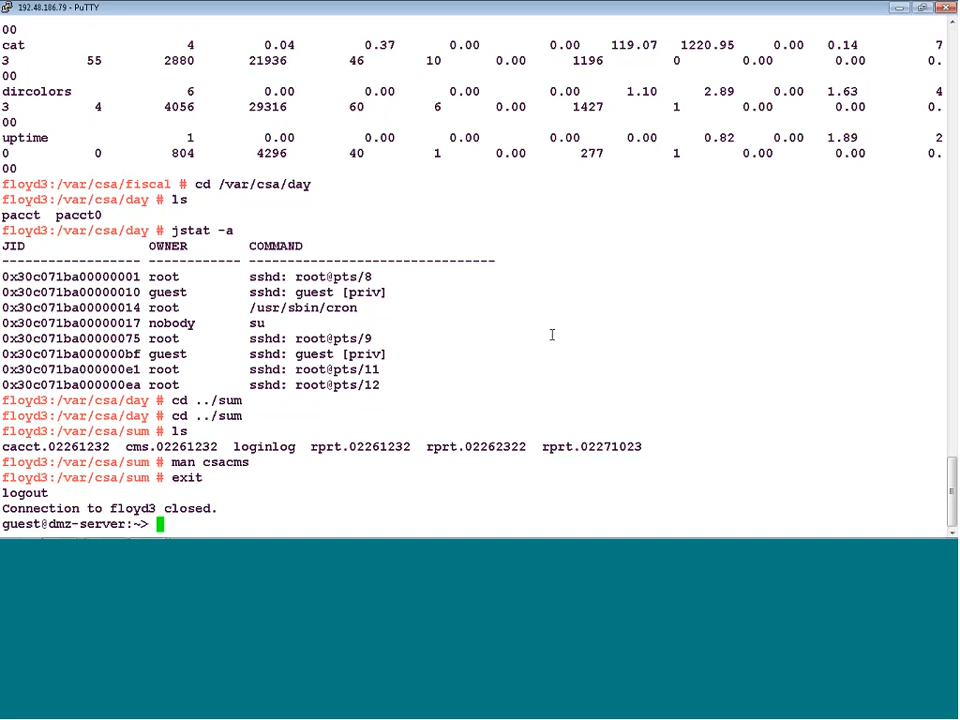 192.48.186.79 - PuTTY
00
cat 4 0.04 0.37 0.00 0.00 119.07 1220.95 0.00 0.14 7
3 55 2880 21936 46 10 0.00 1196 0 0.00 0.00 0.
00
dircolors 6 0.00 0.00 0.00 0.00 1.10 2.89 0.00 1.63 4
3 4 4056 29316 60 6 0.00 1427 1 0.00 0.00 0.
00
uptime 1 0.00 0.00 0.00 0.00 0.00 0.82 0.00 1.89 2
0 0 804 4296 40 1 0.00 277 1 0.00 0.00 0.
00
floyd3:/var/csa/fiscal # cd /var/csa/day
floyd3:/var/csa/day # ls
pacct pacct0
floyd3:/var/csa/day # jstat -a
JID OWNER COMMAND
------------------ ------------ --------------------------------
0x30c071ba00000001 root sshd: root@pts/8
0x30c071ba00000010 guest sshd: guest [priv]
0x30c071ba00000014 root /usr/sbin/cron
0x30c071ba00000017 nobody su
0x30c071ba00000075 root sshd: root@pts/9
0x30c071ba000000bf guest sshd: guest [priv]
0x30c071ba000000e1 root sshd: root@pts/11
0x30c071ba000000ea root sshd: root@pts/12
floyd3:/var/csa/day # cd ../sum
floyd3:/var/csa/day # cd ../sum
floyd3:/var/csa/sum # ls
cacct.02261232 cms.02261232 loginlog rprt.02261232 rprt.02262322 rprt.02271023
floyd3:/var/csa/sum # man csacms
floyd3:/var/csa/sum # exit
logout
Connection to floyd3 closed.
guest@dmz-server:~>